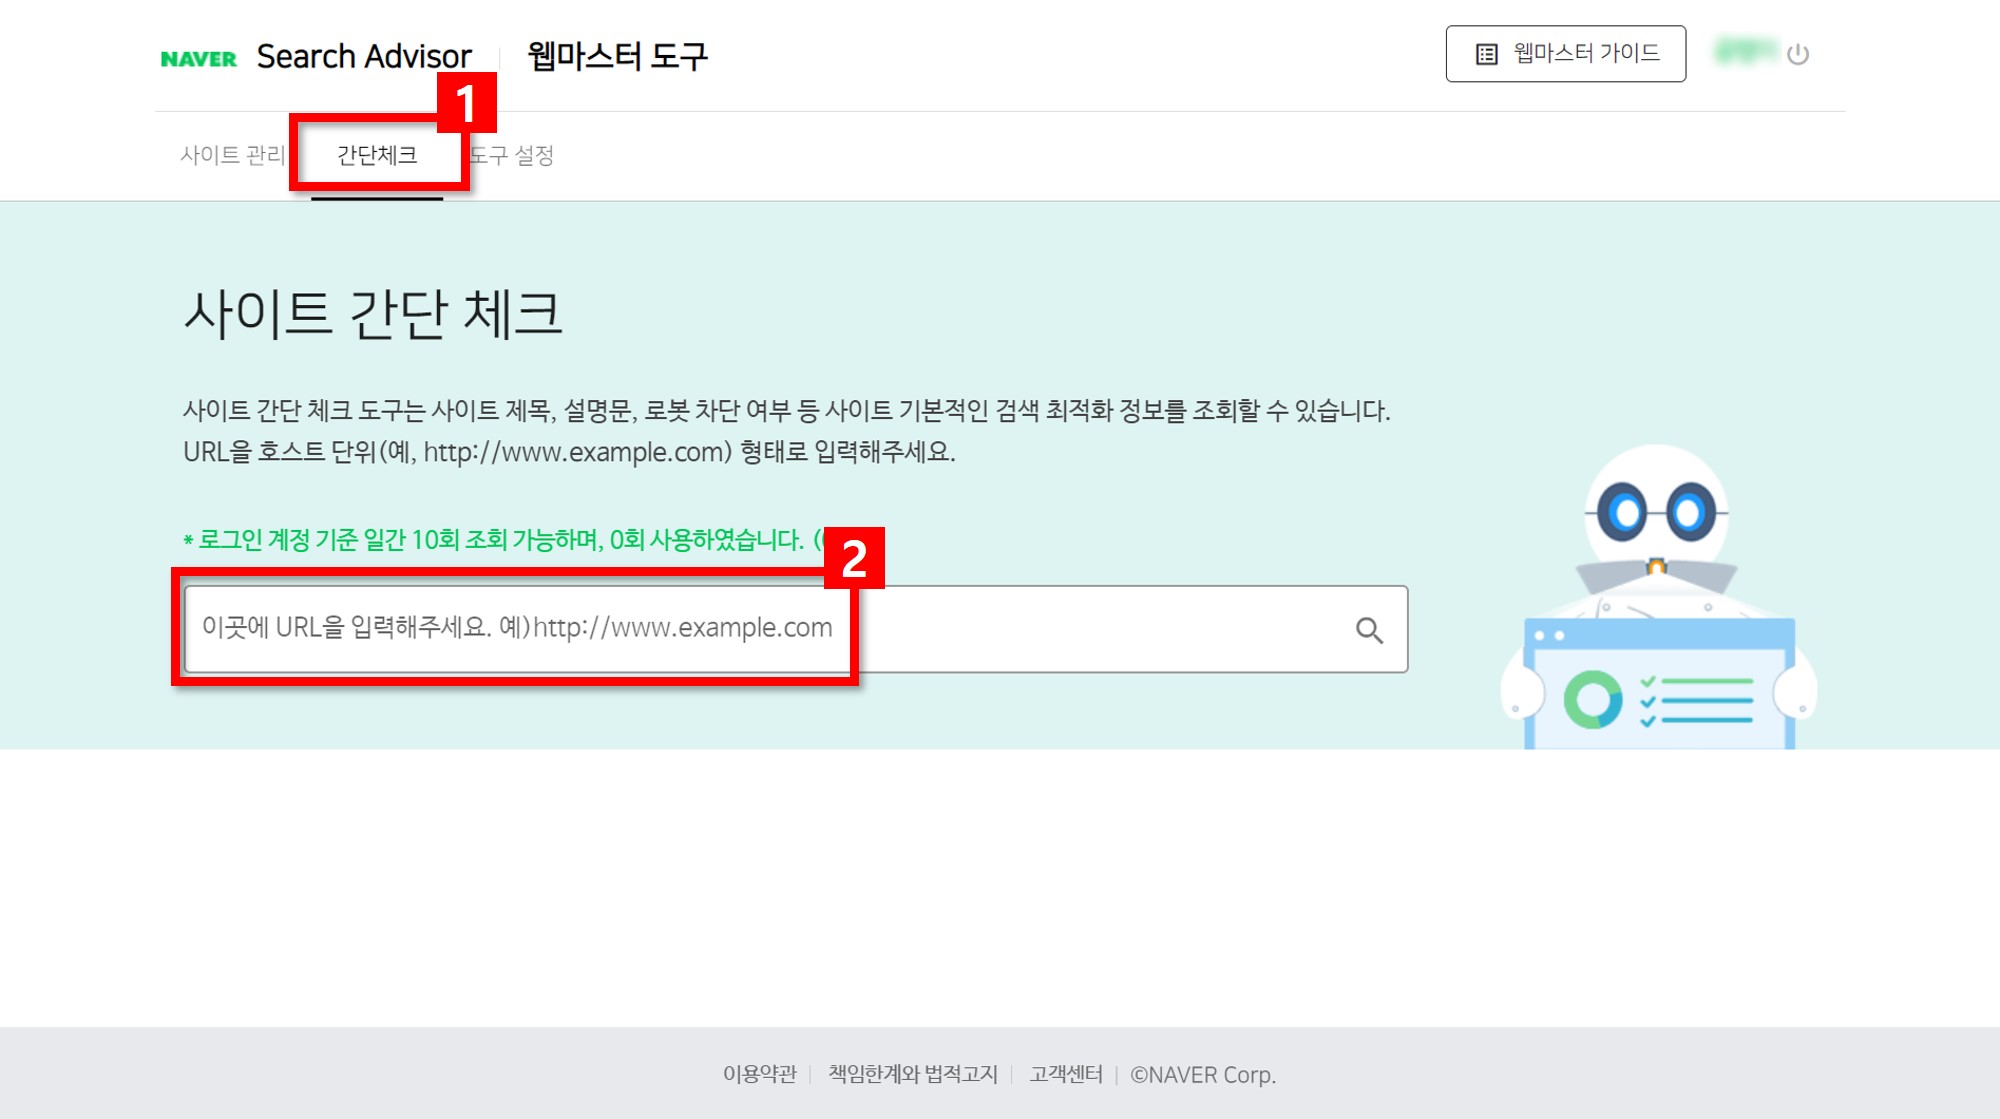 NAVER Search Advisor 웹마스터 도구
웹마스터 가이드
1
사이트 관리 간단체크 도구 설정
사이트 간단 체크
사이트 간단 체크 도구는 사이트 제목, 설명문, 로봇 차단 여부 등 사이트 기본적인 검색 최적화 정보를 조회할 수 있습니다.
URL을 호스트 단위(예, http://www.example.com) 형태로 입력해주세요.
* 로그인 계정 기준 일간 10회 조회 가능하며, 0회 사용하였습니다. (
2
이곳에 URL을 입력해주세요. 예)http://www.example.com
이용약관 책임한계와 법적고지 고객센터 ©NAVER Corp.